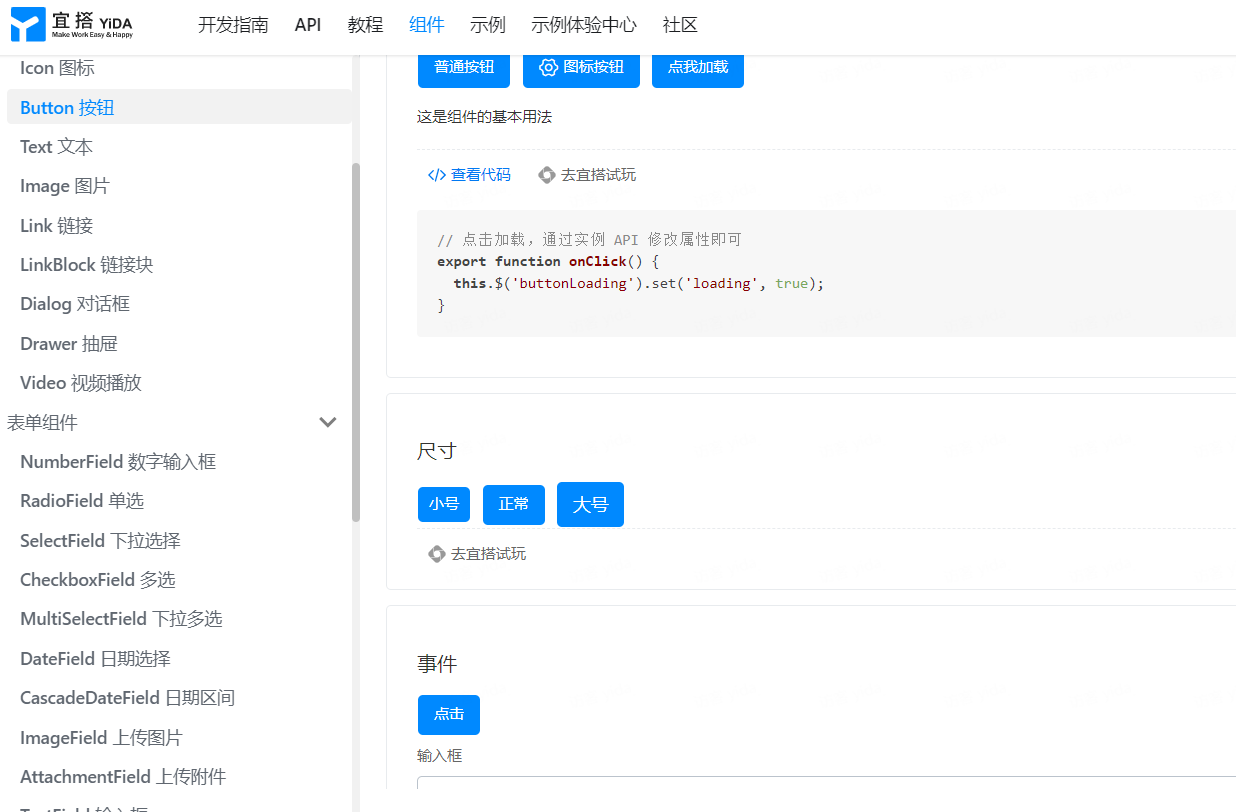 宜搭 YiDA
Make Work Easy & Happy
开发指南 API 教程 组件 示例 示例体验中心 社区
Icon 图标
Button 按钮
Text 文本
Image 图片
Link 链接
LinkBlock 链接块
Dialog 对话框
Drawer 抽屉
Video 视频播放
表单组件
NumberField 数字输入框
RadioField 单选
SelectField 下拉选择
CheckboxField 多选
MultiSelectField 下拉多选
DateField 日期选择
CascadeDateField 日期区间
ImageField 上传图片
AttachmentField 上传附件
TextField 输入框
普通按钮 图标按钮 点我加载
这是组件的基本用法
</> 查看代码 去宜搭试玩
// 点击加载，通过实例 API 修改属性即可
export function onClick() {
  this.$('buttonLoading').set('loading', true);
}
尺寸
小号 正常 大号
去宜搭试玩
事件
点击
输入框